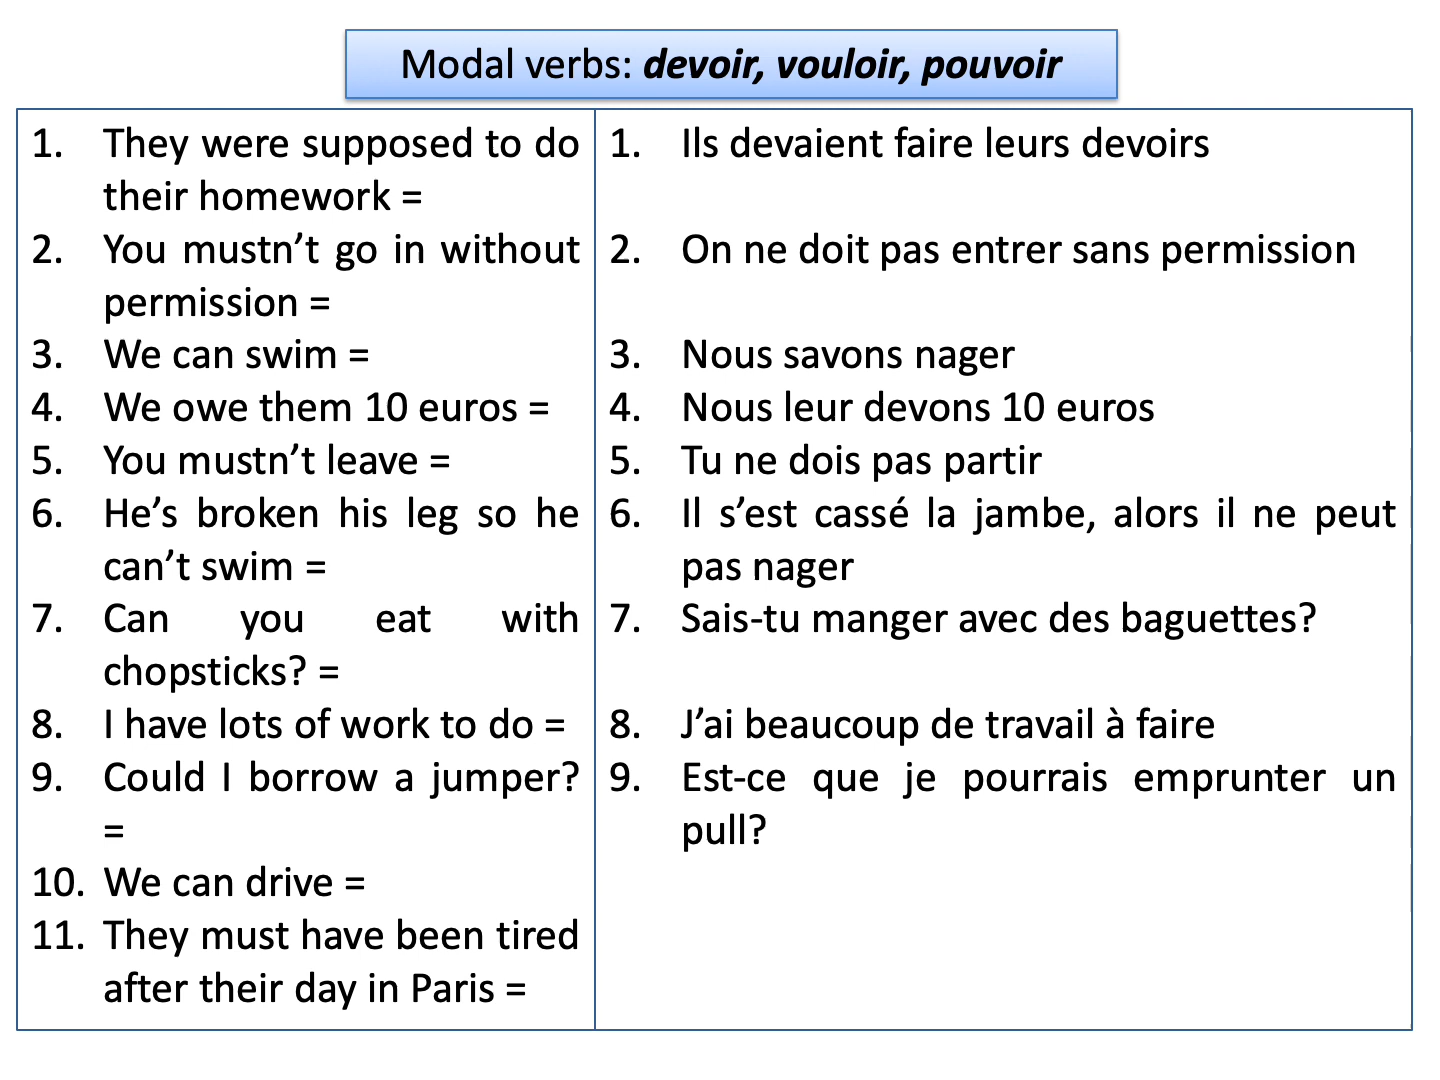 Modal verbs: devoir, vouloir, pouvoir
1. They were supposed to do
their homework =
2. You mustn’t go in without
permission =
3. We can swim =
4. We owe them 10 euros =
5. You mustn’t leave =
6. He’s broken his leg so he
can’t swim =
7. Can you eat with
chopsticks? =
8. I have lots of work to do =
9. Could I borrow a jumper?
=
10. We can drive =
11. They must have been tired
after their day in Paris =
1. Ils devaient faire leurs devoirs
2. On ne doit pas entrer sans permission
3. Nous savons nager
4. Nous leur devons 10 euros
5. Tu ne dois pas partir
6. Il s’est cassé la jambe, alors il ne peut
pas nager
7. Sais-tu manger avec des baguettes?
8. J’ai beaucoup de travail à faire
9. Est-ce que je pourrais emprunter un
pull?